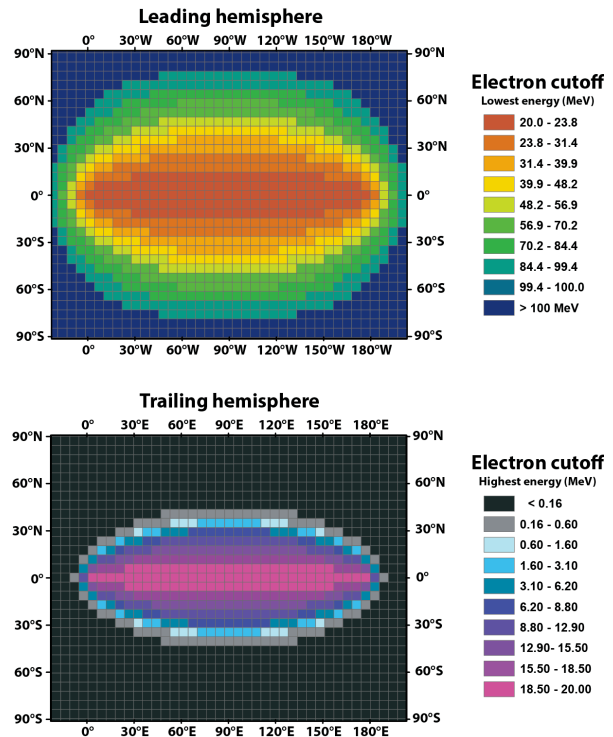 Leading hemisphere
0° 30°W 60°W 90°W 120°W 150°W 180°W
90°N 90°N
60°N 60°N
30°N 30°N
0° 0°
30°S 30°S
60°S 60°S
90°S 90°S
0° 30°W 60°W 90°W 120°W 150°W 180°W
Electron cutoff
Lowest energy (MeV)
20.0 - 23.8
23.8 - 31.4
31.4 - 39.9
39.9 - 48.2
48.2 - 56.9
56.9 - 70.2
70.2 - 84.4
84.4 - 99.4
99.4 - 100.0
> 100 MeV
Trailing hemisphere
0° 30°E 60°E 90°E 120°E 150°E 180°E
90°N 90°N
60°N 60°N
30°N 30°N
0° 0°
30°S 30°S
60°S 60°S
90°S 90°S
0° 30°E 60°E 90°E 120°E 150°E 180°E
Electron cutoff
Highest energy (MeV)
< 0.16
0.16 - 0.60
0.60 - 1.60
1.60 - 3.10
3.10 - 6.20
6.20 - 8.80
8.80 - 12.90
12.90- 15.50
15.50 - 18.50
18.50 - 20.00